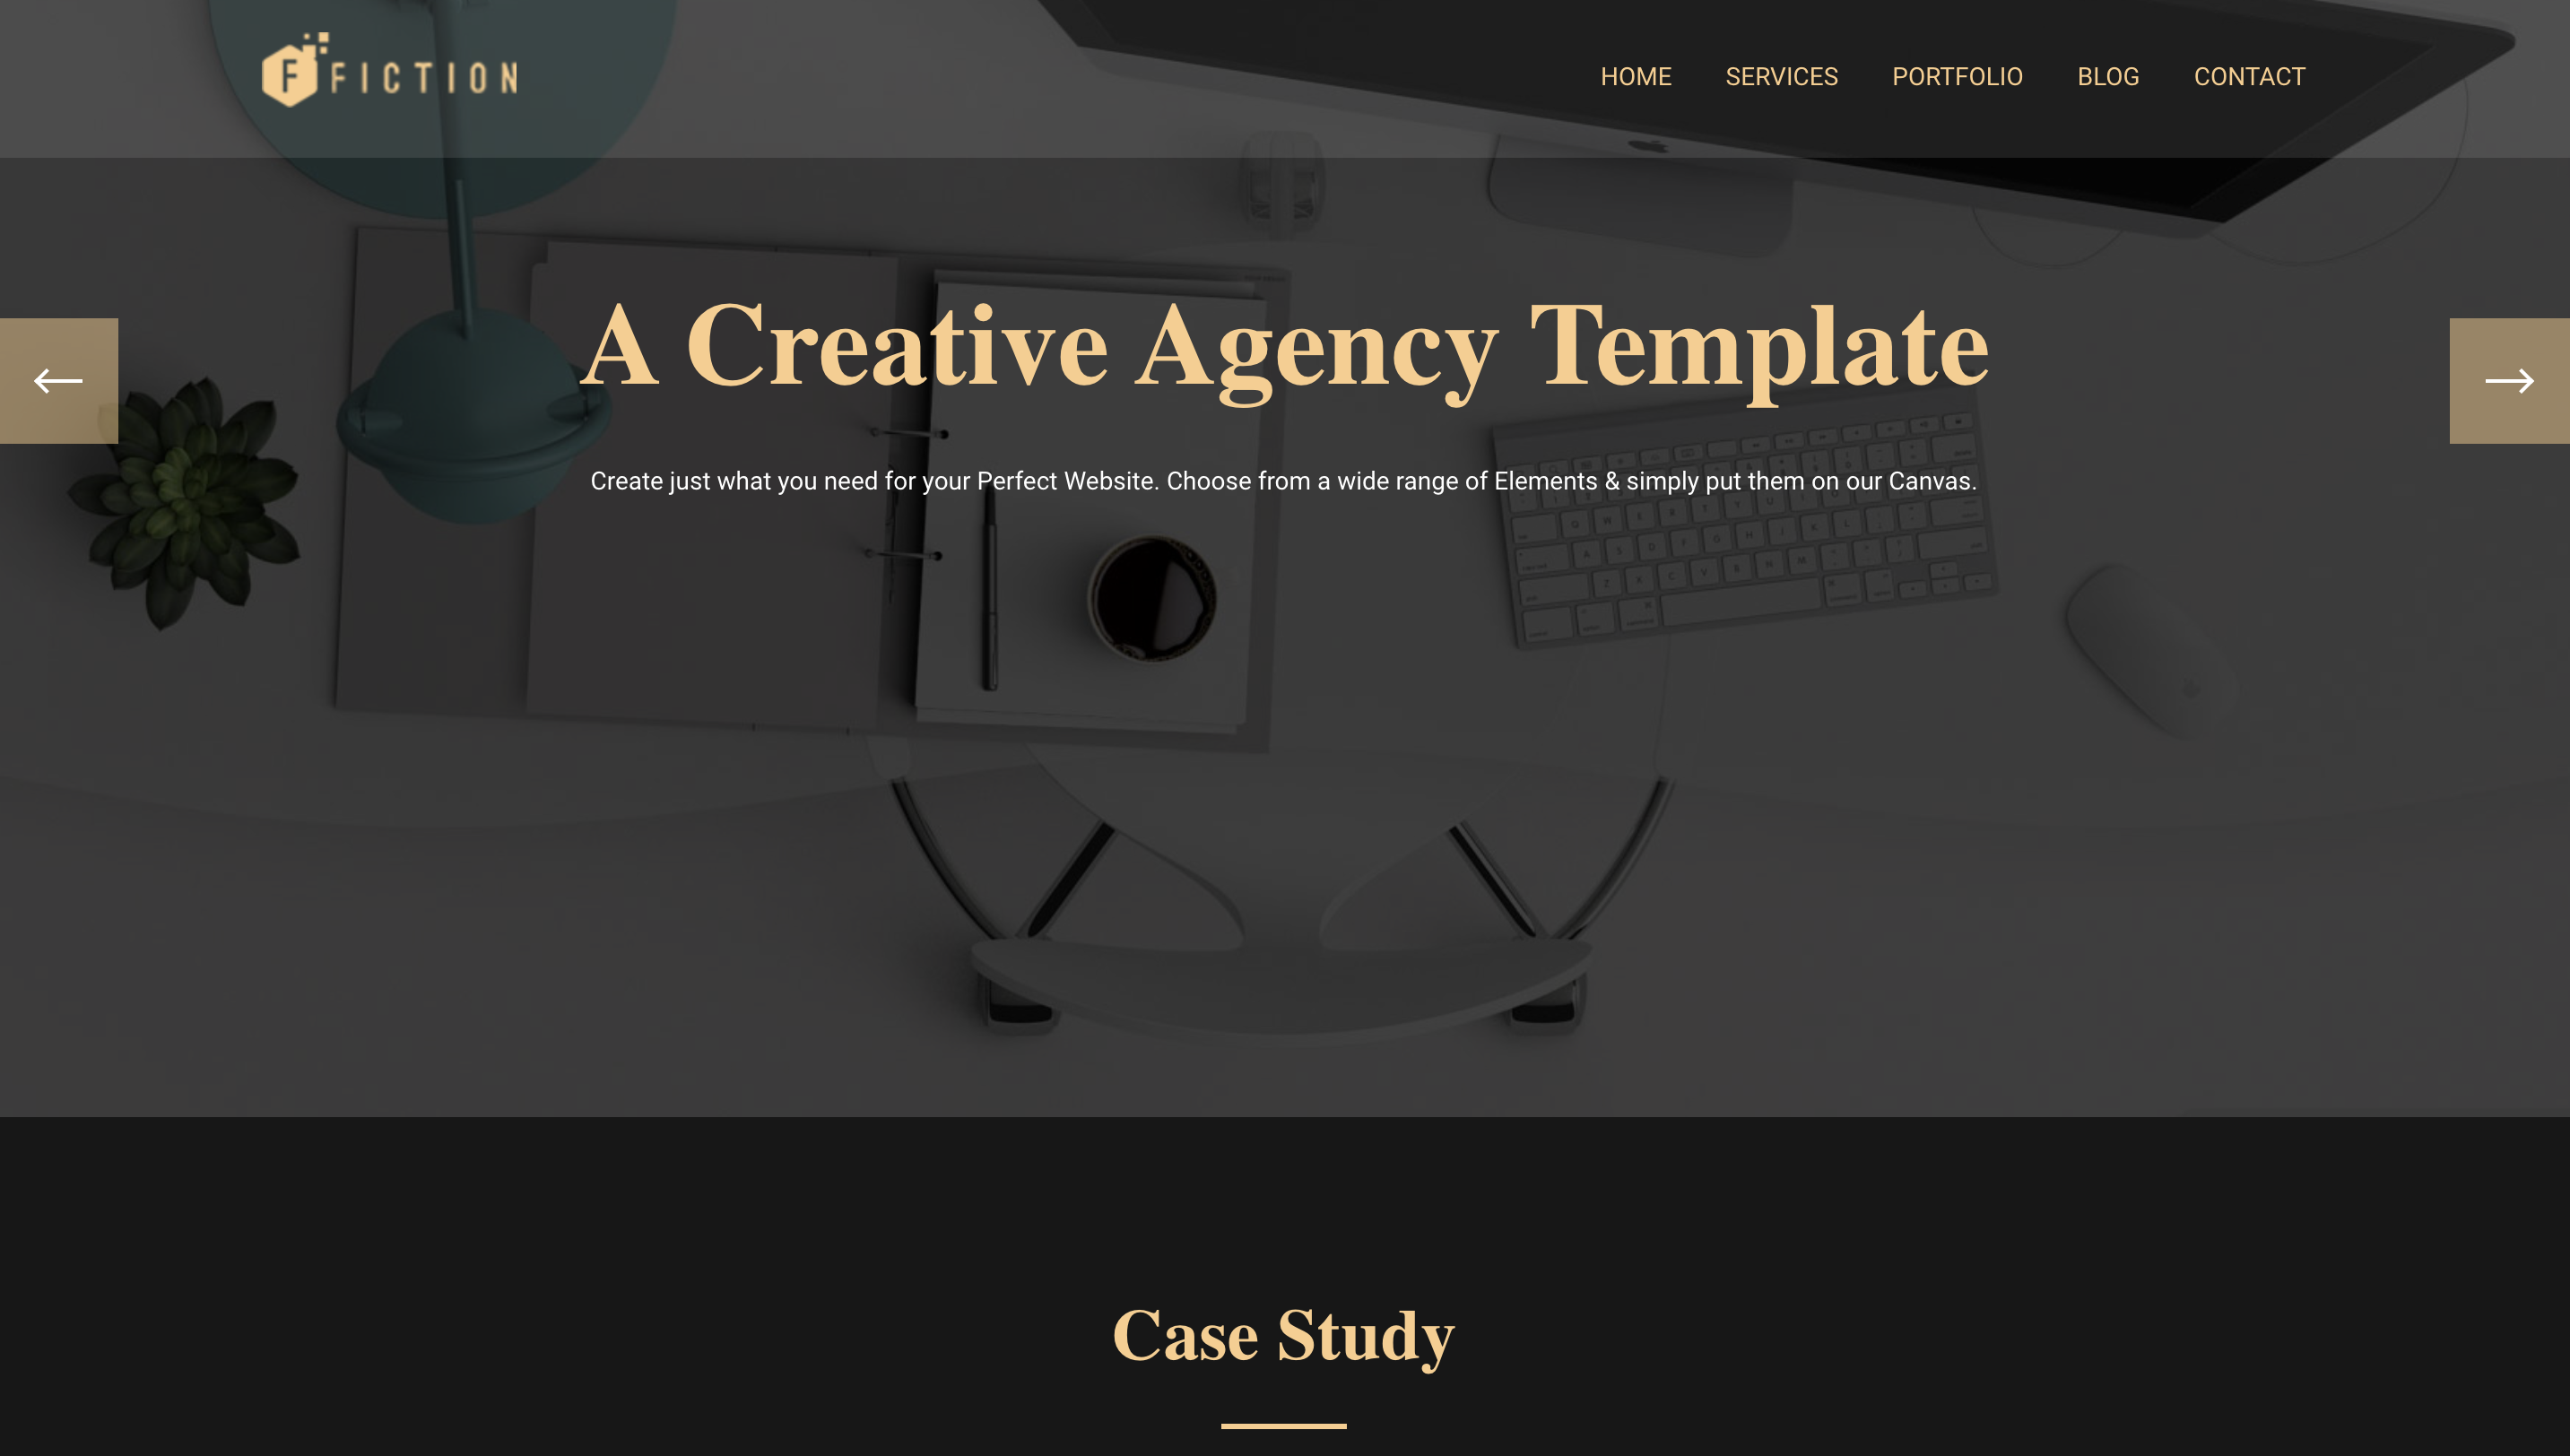 FICTION
HOME SERVICES PORTFOLIO BLOG CONTACT
A Creative Agency Template
Create just what you need for your Perfect Website. Choose from a wide range of Elements & simply put them on our Canvas.
Q W E R T Y U I
A S D F G H J K L
Z X C V B N M
Case Study